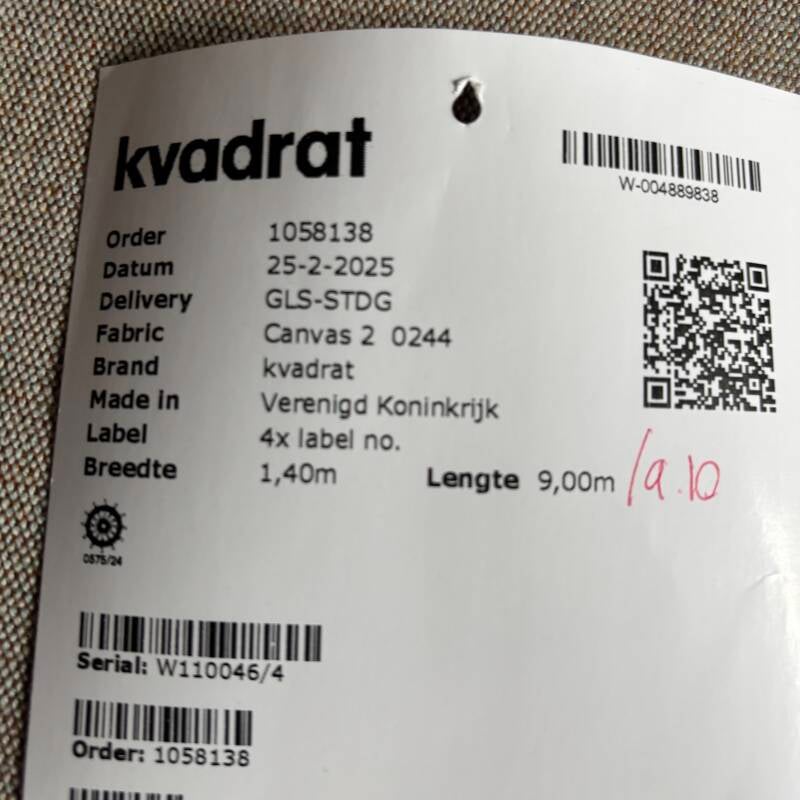 kvadrat
W-004889838
Order 1058138
Datum 25-2-2025
Delivery GLS-STDG
Fabric Canvas 2 0244
Brand kvadrat
Made in Verenigd Koninkrijk
Label 4x label no.
Breedte 1,40m Lengte 9,00m /9.10
0575/24
Serial: W110046/4
Order: 1058138